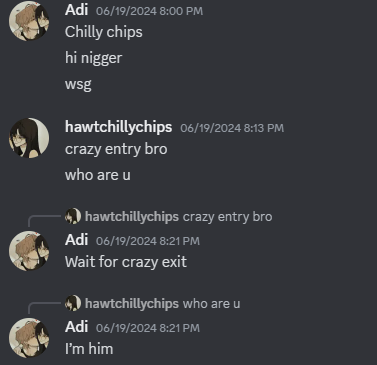 Adi 06/19/2024 8:00 PM
Chilly chips
hi nigger
wsg
hawtchillychips 06/19/2024 8:13 PM
crazy entry bro
who are u
hawtchillychips crazy entry bro
Adi 06/19/2024 8:21 PM
Wait for crazy exit
hawtchillychips who are u
Adi 06/19/2024 8:21 PM
I'm him